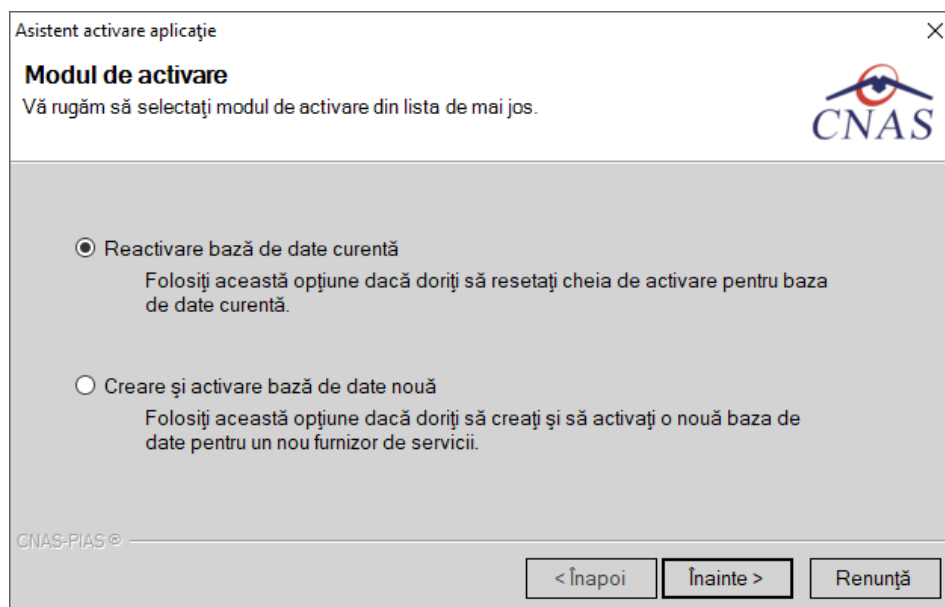 Asistent activare aplicaţie
Modul de activare
Vă rugăm să selectaţi modul de activare din lista de mai jos.
CNAS
Reactivare bază de date curentă
Folosiţi această opţiune dacă doriţi să resetaţi cheia de activare pentru baza
de date curentă.
Creare şi activare bază de date nouă
Folosiţi această opţiune dacă doriţi să creaţi şi să activaţi o nouă baza de
date pentru un nou furnizor de servicii.
CNAS-PIAS ®
< Înapoi
Înainte >
Renunţă